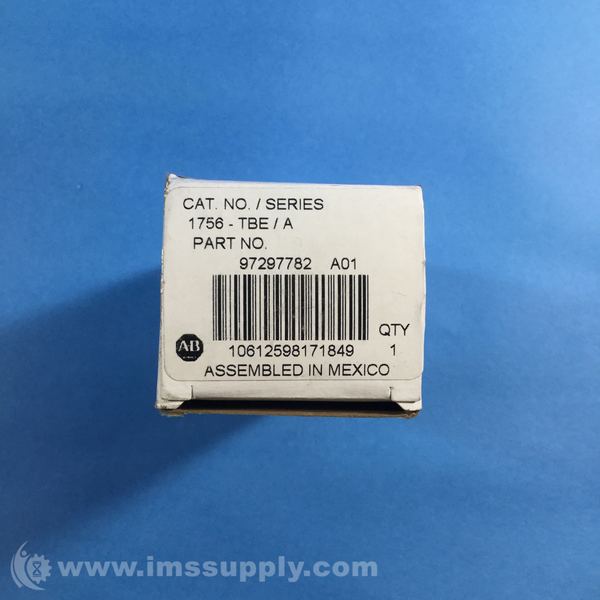 CAT. NO. / SERIES
1756 - TBE / A
PART NO.
97297782 A01
QTY
AB 10612598171849 1
ASSEMBLED IN MEXICO
www.imssupply.com